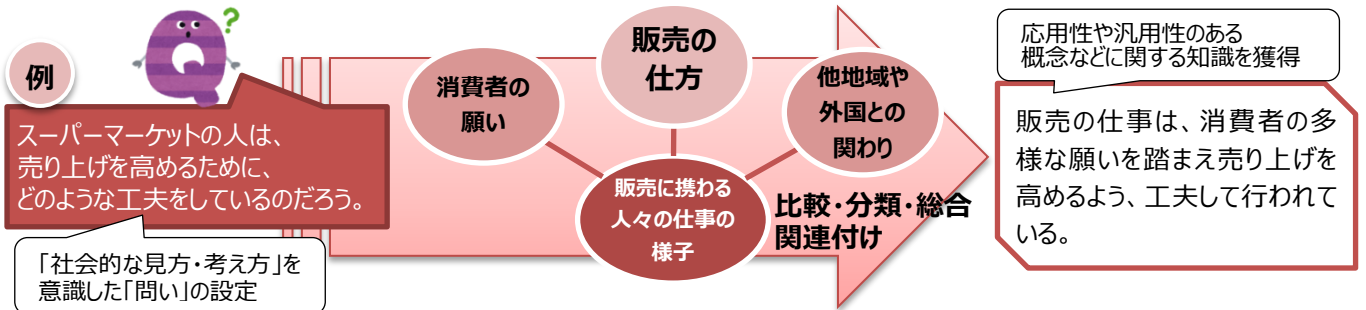 例
Q
?
スーパーマーケットの人は、
売り上げを高めるために、
どのような工夫をしているのだろう。
「社会的な見方・考え方」を
意識した「問い」の設定
消費者の
願い
販売の
仕方
他地域や
外国との
関わり
販売に携わる
人々の仕事の
様子
比較・分類・総合
関連付け
応用性や汎用性のある
概念などに関する知識を獲得
販売の仕事は、消費者の多
様な願いを踏まえ売り上げを
高めるよう、工夫して行われて
いる。